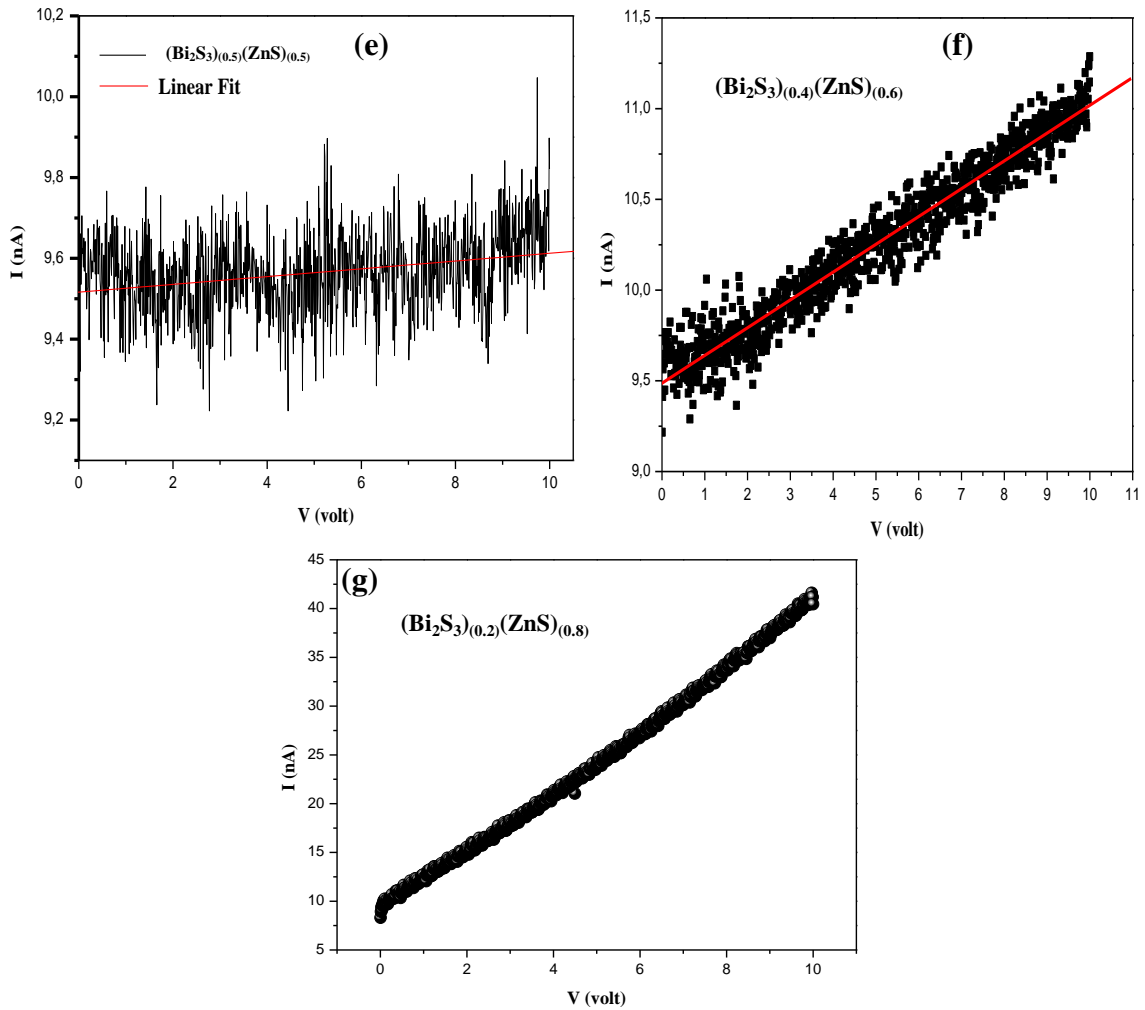 (e)
(Bi₂S₃)₍₀.₅₎(ZnS)₍₀.₅₎
Linear Fit
10,2
10,0
9,8
9,6
9,4
9,2
I (nA)
0 2 4 6 8 10
V (volt)
(f)
(Bi₂S₃)₍₀.₄₎(ZnS)₍₀.₆₎
11,5
11,0
10,5
10,0
9,5
9,0
I (nA)
0 1 2 3 4 5 6 7 8 9 10 11
V (volt)
(g)
(Bi₂S₃)₍₀.₂₎(ZnS)₍₀.₈₎
45
40
35
30
25
20
15
10
5
I (nA)
0 2 4 6 8 10
V (volt)